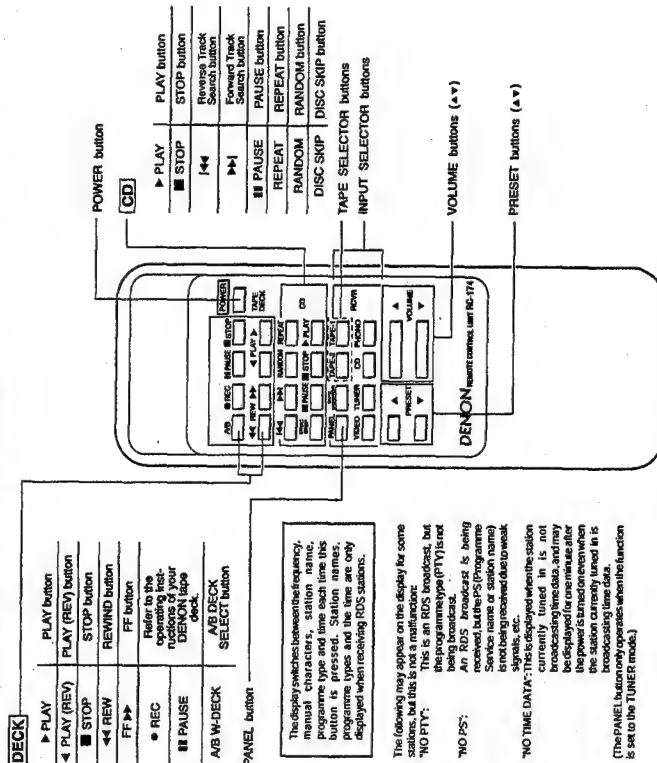 DECK
► PLAY PLAY button
◄ PLAY (REV) PLAY (REV) button
■ STOP STOP button
◄◄ REW REWIND button
FF ►► FF button
● REC Refer to the
operating inst-
ructions of your
DENON tape
deck.
▮▮ PAUSE
A/B W-DECK A/B DECK
SELECT button
PANEL button
The display switches between the frequency,
manual characters, station name,
programme type and time each time this
button is pressed. Station names,
programme types and the time are only
displayed when receiving RDS stations.
The following may appear on the display for some
stations, but this is not a malfunction:
"NO PTY": This is an RDS broadcast, but
the programme type (PTY) is not
being broadcast.
"NO PS": An RDS broadcast is being
received, but the PS (Programme
Service name or station name)
is not being received due to weak
signals, etc.
"NO TIME DATA": This is displayed when the station
currently tuned in is not
broadcasting time data, and may
be displayed for one minute after
the power is turned on even when
the station currently tuned in is
broadcasting time data.
(The PANEL button only operates when the function
is set to the TUNER mode.)
POWER
A/B ● REC ▮▮ PAUSE ■ STOP
TAPE
DECK
◄◄ REW ►► ◄ PLAY ►
|◄◄ ►►| RANDOM REPEAT
CD
DISC
SKIP ▮▮ PAUSE ■ STOP ► PLAY
PANEL TAPE-2 TAPE-1
RCVR
VIDEO TUNER CD PHONO
▲ ▲
PRESET VOLUME
▼ ▼
DENON REMOTE CONTROL UNIT RC-174
POWER button
CD
► PLAY PLAY button
■ STOP STOP button
|◄◄ Reverse Track
Search button
►►| Forward Track
Search button
▮▮ PAUSE PAUSE button
REPEAT REPEAT button
RANDOM RANDOM button
DISC SKIP DISC SKIP button
TAPE SELECTOR buttons
INPUT SELECTOR buttons
VOLUME buttons (▲▼)
PRESET buttons (▲▼)